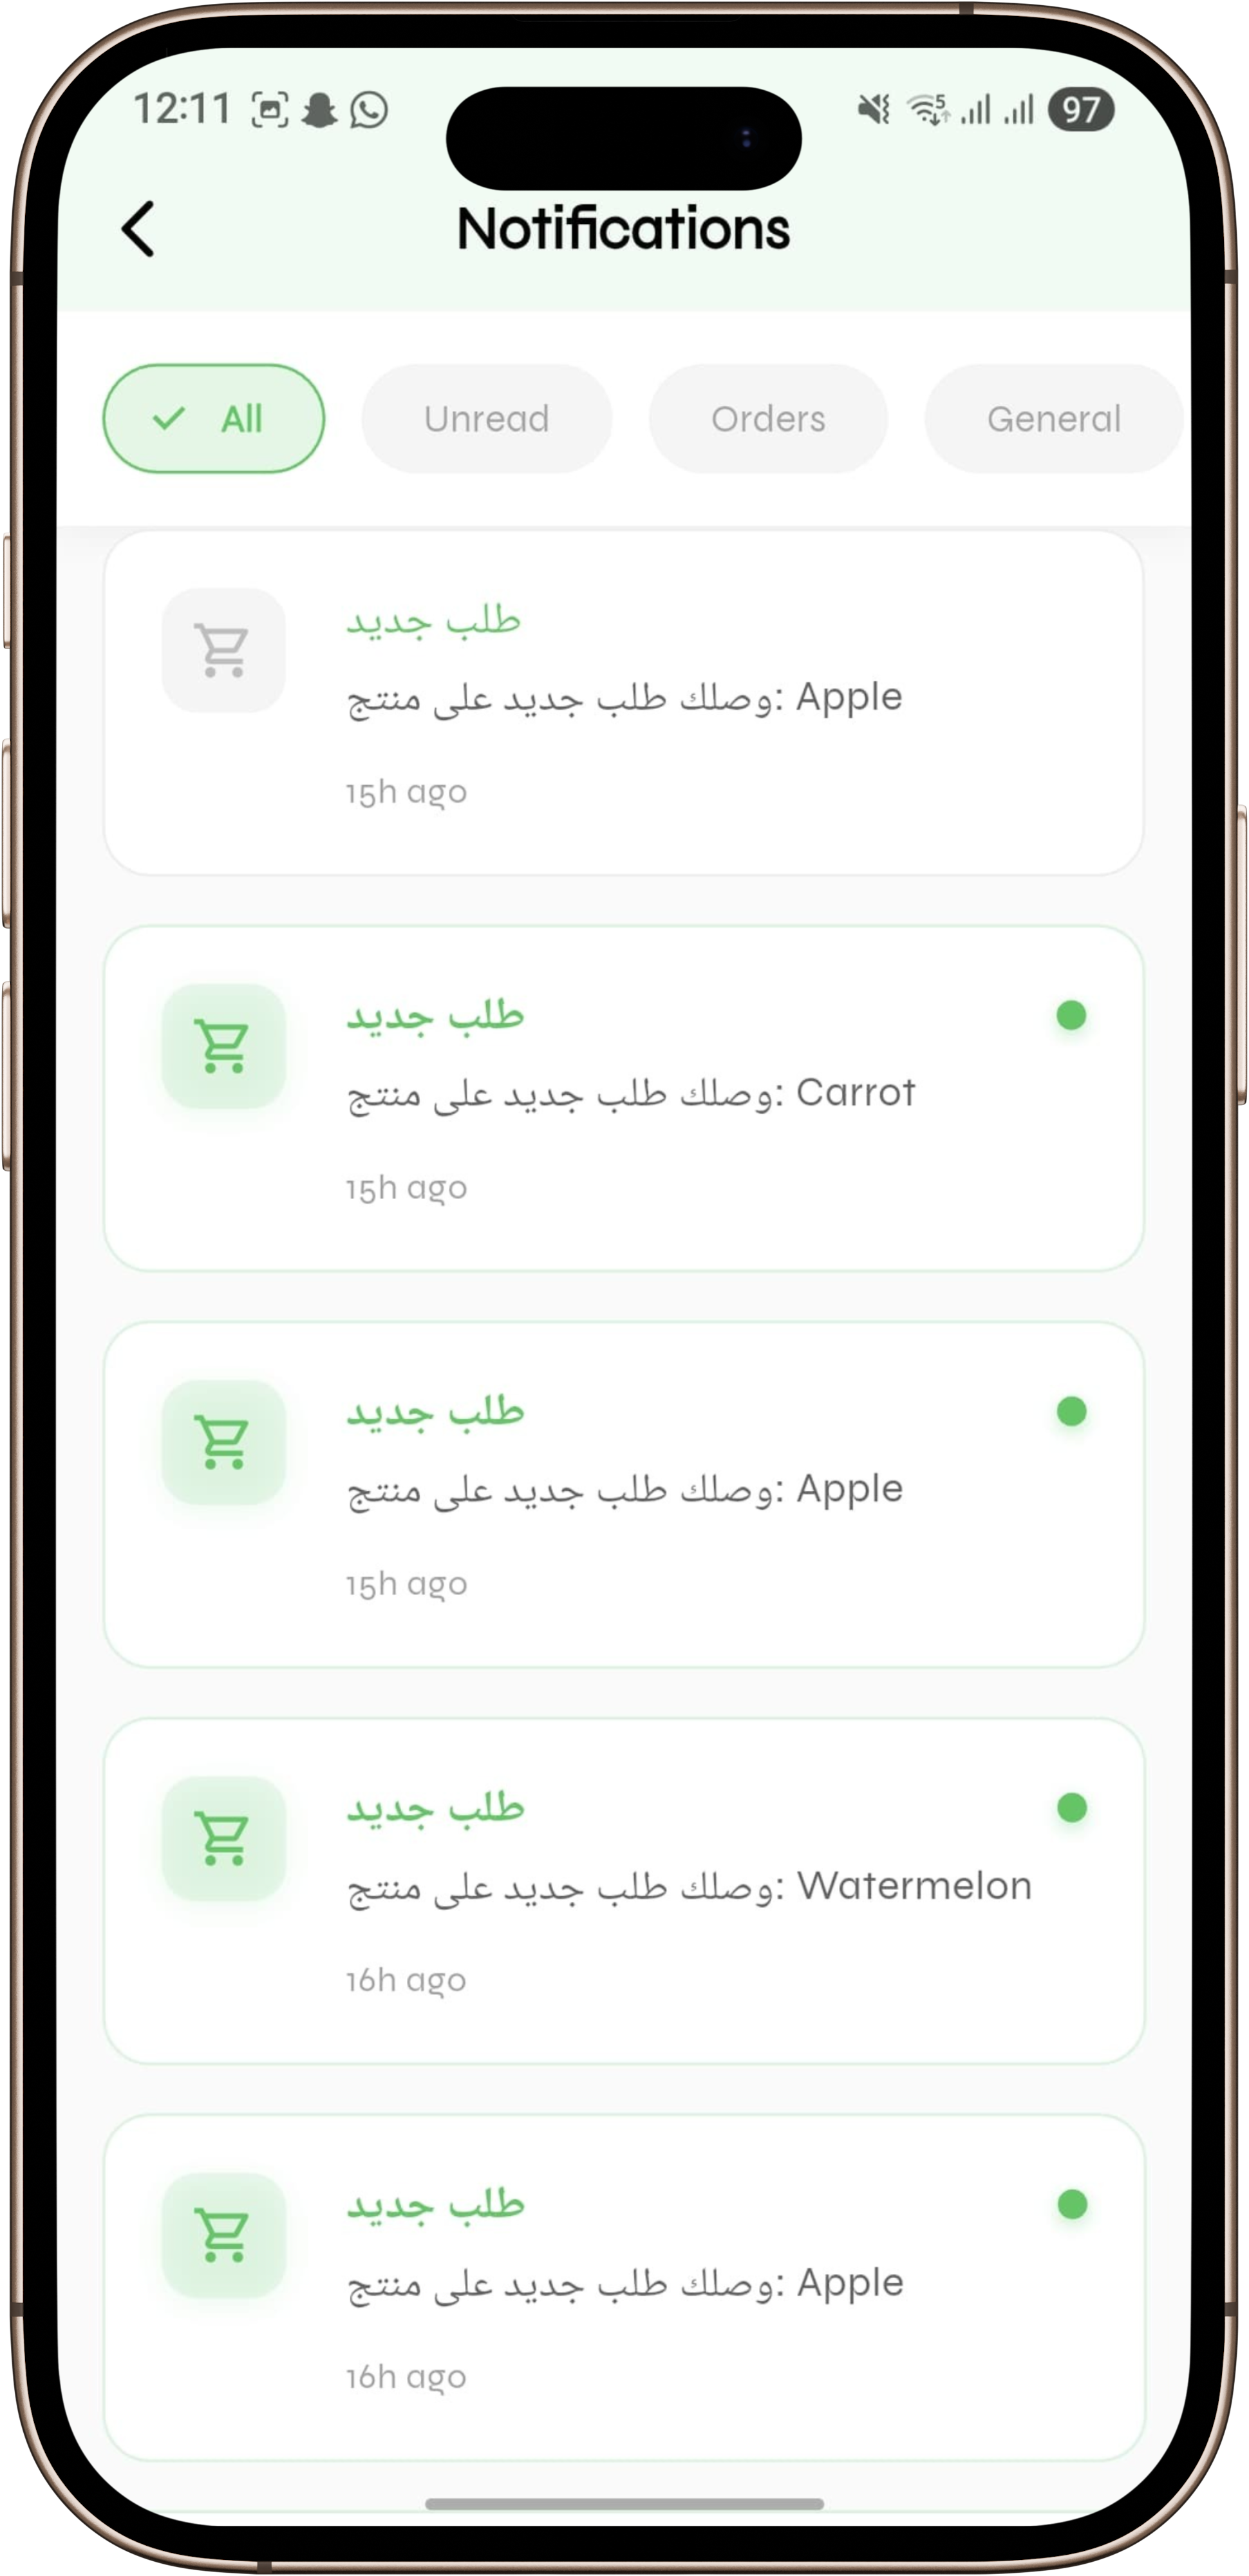 12:11
5
97
Notifications
All
Unread
Orders
General
طلب جديد
وصلك طلب جديد على منتج: Apple
15h ago
طلب جديد
وصلك طلب جديد على منتج: Carrot
15h ago
طلب جديد
وصلك طلب جديد على منتج: Apple
15h ago
طلب جديد
وصلك طلب جديد على منتج: Watermelon
16h ago
طلب جديد
وصلك طلب جديد على منتج: Apple
16h ago